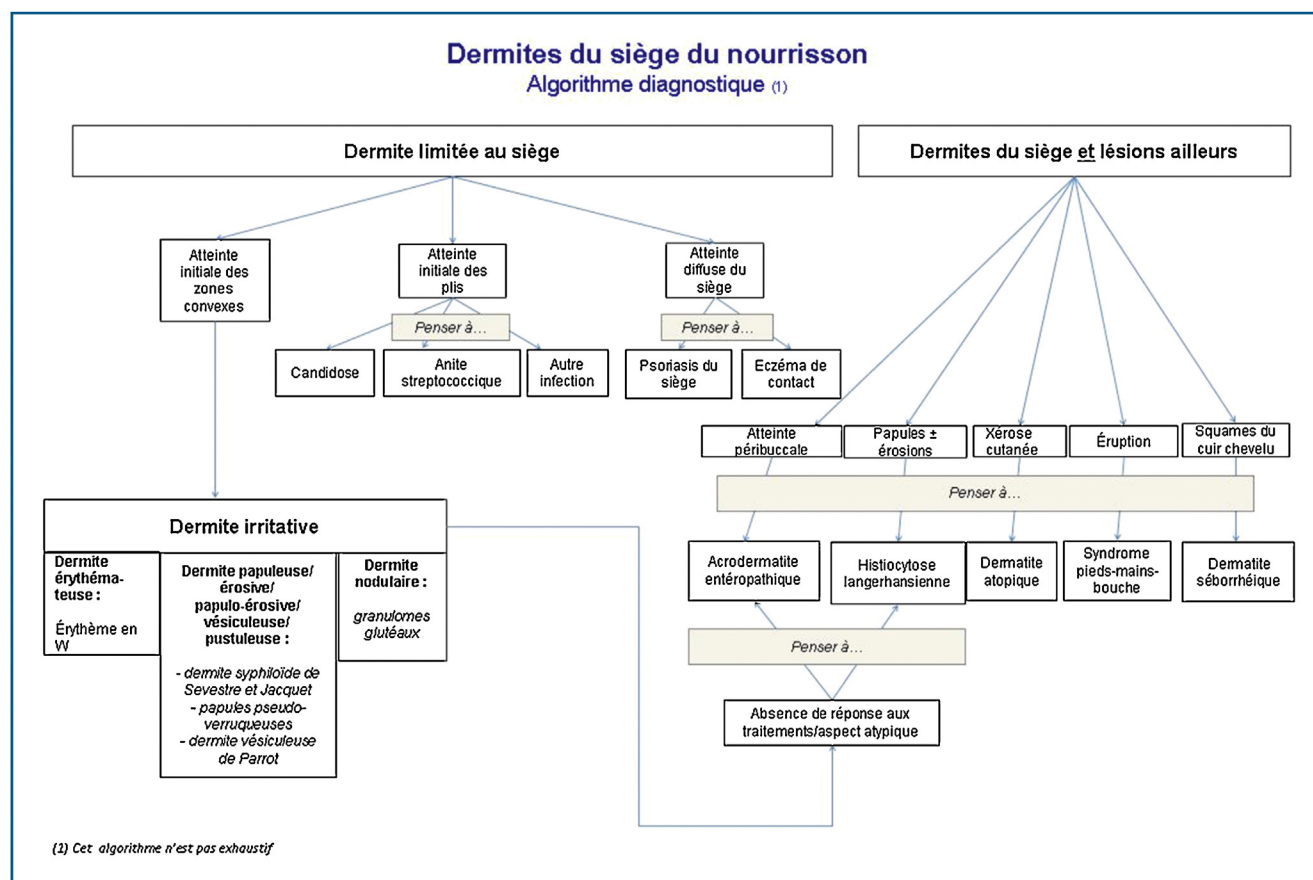 Dermites du siège du nourrisson
Algorithme diagnostique (1)
Dermite limitée au siège
Dermites du siège et lésions ailleurs
Atteinte
initiale des
zones
convexes
Atteinte
initiale des
plis
Atteinte
diffuse du
siège
Penser à...
Penser à...
Candidose
Anite
streptococcique
Autre
infection
Psoriasis du
siège
Eczéma de
contact
Atteinte
péribuccale
Papules ±
érosions
Xérose
cutanée
Éruption
Squames du
cuir chevelu
Penser à...
Acrodermatite
entéropathique
Histiocytose
langerhansienne
Dermatite
atopique
Syndrome
pieds-mains-
bouche
Dermatite
séborrhéique
Penser à...
Absence de réponse aux
traitements/aspect atypique
Dermite irritative
Dermite
érythéma-
teuse :
Érythème en
W
Dermite papuleuse/
érosive/
papulo-érosive/
vésiculeuse/
pustuleuse :
- dermite syphiloïde de
Sevestre et Jacquet
- papules pseudo-
verruqueuses
- dermite vésiculeuse
de Parrot
Dermite
nodulaire :
granulomes
glutéaux
(1) Cet algorithme n'est pas exhaustif